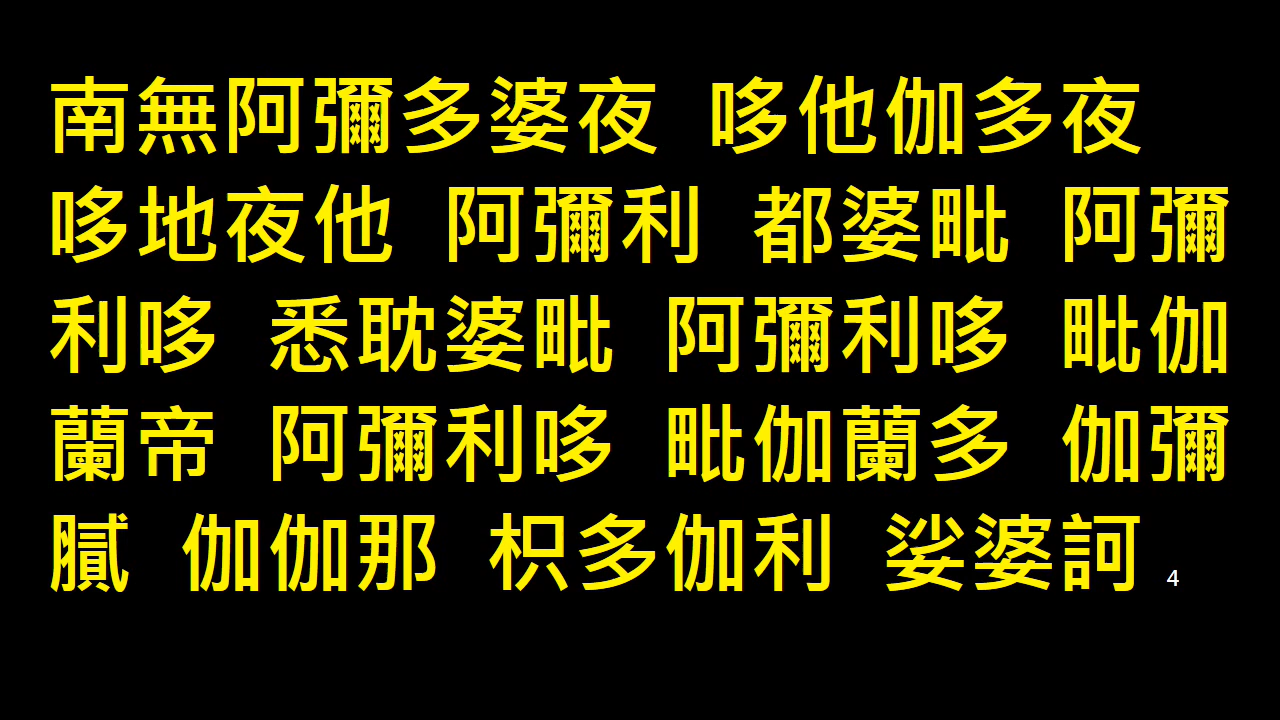 南無阿彌多婆夜 哆他伽多夜
哆地夜他 阿彌利 都婆毗 阿彌
利哆 悉耽婆毗 阿彌利哆 毗伽
蘭帝 阿彌利哆 毗伽蘭多 伽彌
膩 伽伽那 枳多伽利 娑婆訶 4